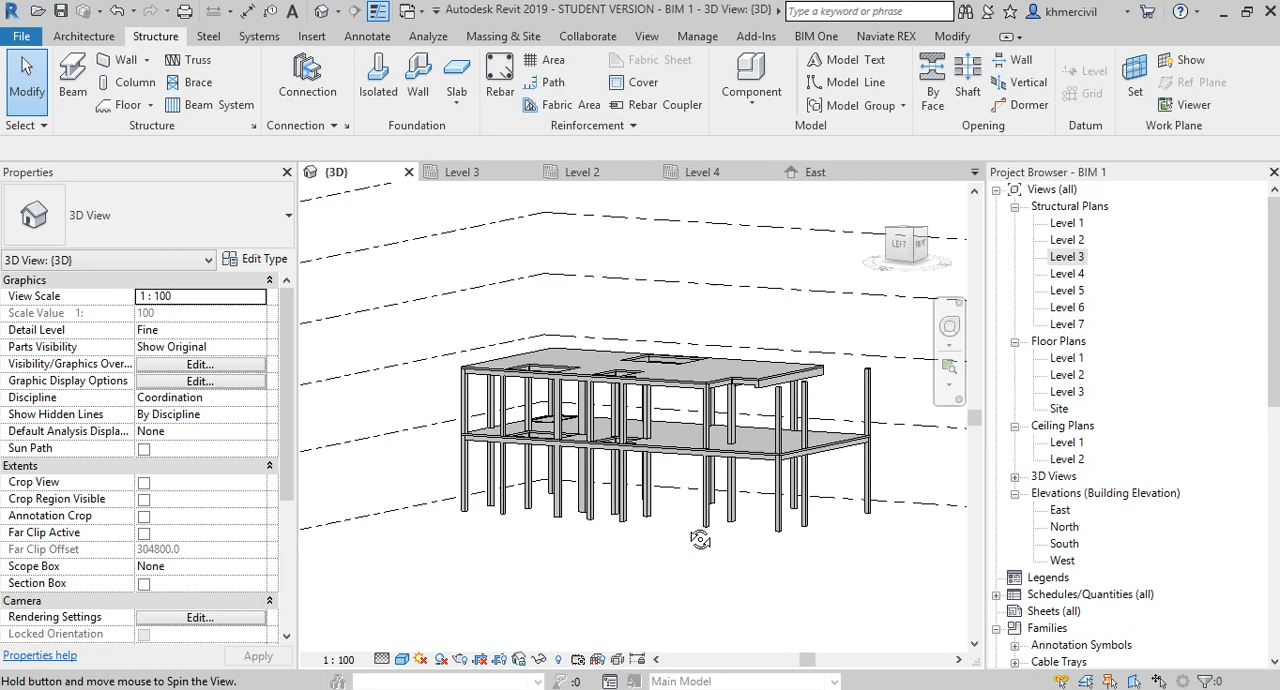 Autodesk Revit 2019 - STUDENT VERSION - BIM 1 - 3D View: {3D}
Type a keyword or phrase
khmercivil
File Architecture Structure Steel Systems Insert Annotate Analyze Massing & Site Collaborate View Manage Add-Ins BIM One Naviate REX Modify
Modify
Select
Beam
Wall
Column
Floor
Truss
Brace
Beam System
Structure
Connection
Connection
Isolated
Wall
Slab
Foundation
Rebar
Area
Path
Fabric Area
Fabric Sheet
Cover
Rebar Coupler
Reinforcement
Component
Model Text
Model Line
Model Group
Model
By Face
Shaft
Wall
Vertical
Dormer
Opening
Level
Grid
Datum
Set
Show
Ref Plane
Viewer
Work Plane
Properties
3D View
3D View: {3D}
Edit Type
Graphics
View Scale 1 : 100
Scale Value 1: 100
Detail Level Fine
Parts Visibility Show Original
Visibility/Graphics Over... Edit...
Graphic Display Options Edit...
Discipline Coordination
Show Hidden Lines By Discipline
Default Analysis Displa... None
Sun Path
Extents
Crop View
Crop Region Visible
Annotation Crop
Far Clip Active
Far Clip Offset 304800.0
Scope Box None
Section Box
Camera
Rendering Settings Edit...
Locked Orientation
Properties help
Apply
{3D}
Level 3
Level 2
Level 4
East
LEFT
1 : 100
Project Browser - BIM 1
Views (all)
Structural Plans
Level 1
Level 2
Level 3
Level 4
Level 5
Level 6
Level 7
Floor Plans
Level 1
Level 2
Level 3
Site
Ceiling Plans
Level 1
Level 2
3D Views
Elevations (Building Elevation)
East
North
South
West
Legends
Schedules/Quantities (all)
Sheets (all)
Families
Annotation Symbols
Cable Trays
Hold button and move mouse to Spin the View.
:0
Main Model
:0